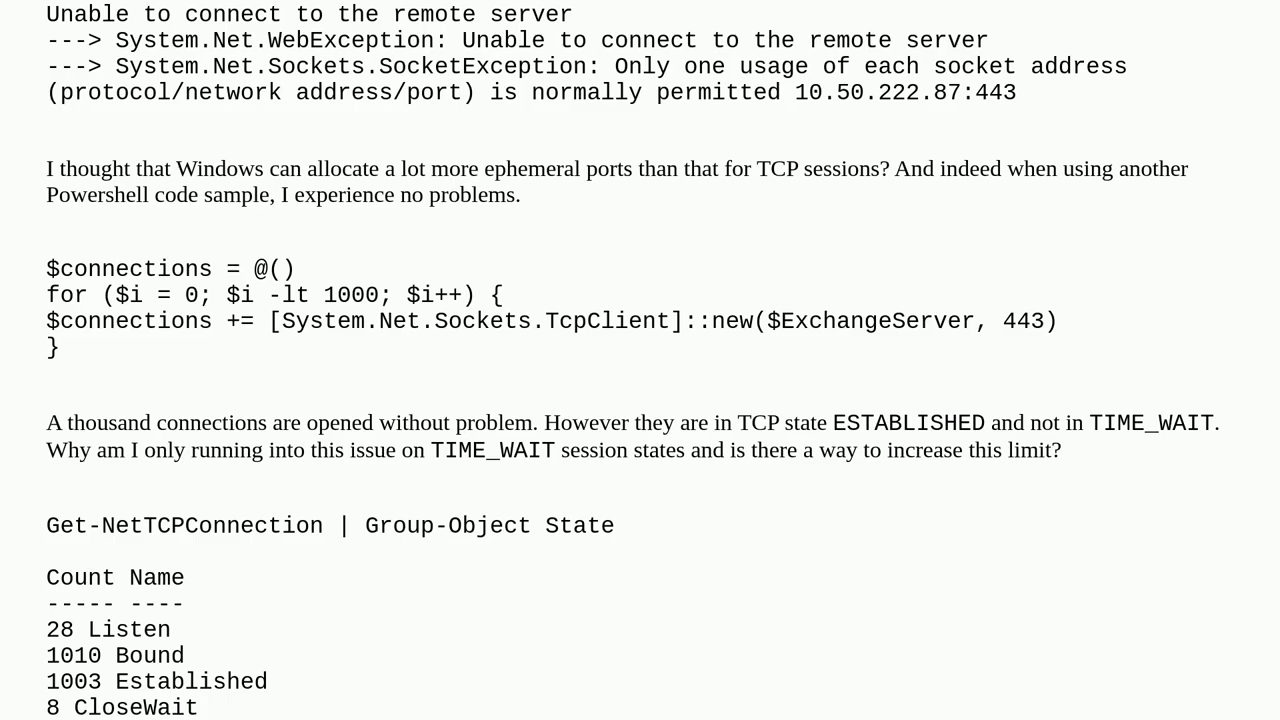 Unable to connect to the remote server
---> System.Net.WebException: Unable to connect to the remote server
---> System.Net.Sockets.SocketException: Only one usage of each socket address
(protocol/network address/port) is normally permitted 10.50.222.87:443
I thought that Windows can allocate a lot more ephemeral ports than that for TCP sessions? And indeed when using another
Powershell code sample, I experience no problems.
$connections = @()
for ($i = 0; $i -lt 1000; $i++) {
$connections += [System.Net.Sockets.TcpClient]::new($ExchangeServer, 443)
}
A thousand connections are opened without problem. However they are in TCP state ESTABLISHED and not in TIME_WAIT.
Why am I only running into this issue on TIME_WAIT session states and is there a way to increase this limit?
Get-NetTCPConnection | Group-Object State
Count Name
----- ----
28 Listen
1010 Bound
1003 Established
8 CloseWait